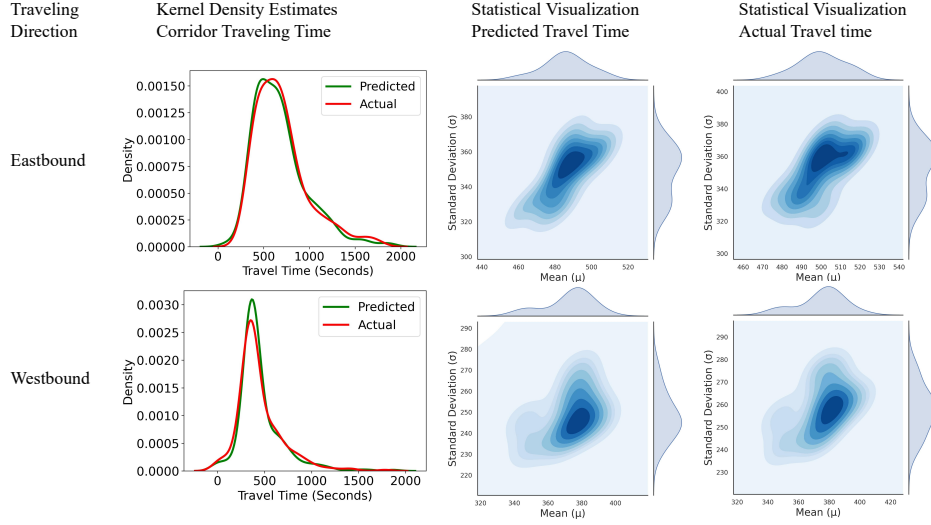 Traveling
Direction
Kernel Density Estimates
Corridor Traveling Time
Statistical Visualization
Predicted Travel Time
Statistical Visualization
Actual Travel time
Eastbound
Density
0.00150
0.00125
0.00100
0.00075
0.00050
0.00025
0.00000
0 500 1000 1500 2000
Travel Time (Seconds)
Predicted
Actual
Standard Deviation (σ)
380
360
340
320
300
440 460 480 500 520
Mean (μ)
Standard Deviation (σ)
400
380
360
340
320
300
460 470 480 490 500 510 520 530 540
Mean (μ)
Westbound
Density
0.0030
0.0025
0.0020
0.0015
0.0010
0.0005
0.0000
0 500 1000 1500 2000
Travel Time (Seconds)
Predicted
Actual
Standard Deviation (σ)
290
280
270
260
250
240
230
220
320 340 360 380 400
Mean (μ)
Standard Deviation (σ)
290
280
270
260
250
240
230
320 340 360 380 400 420
Mean (μ)